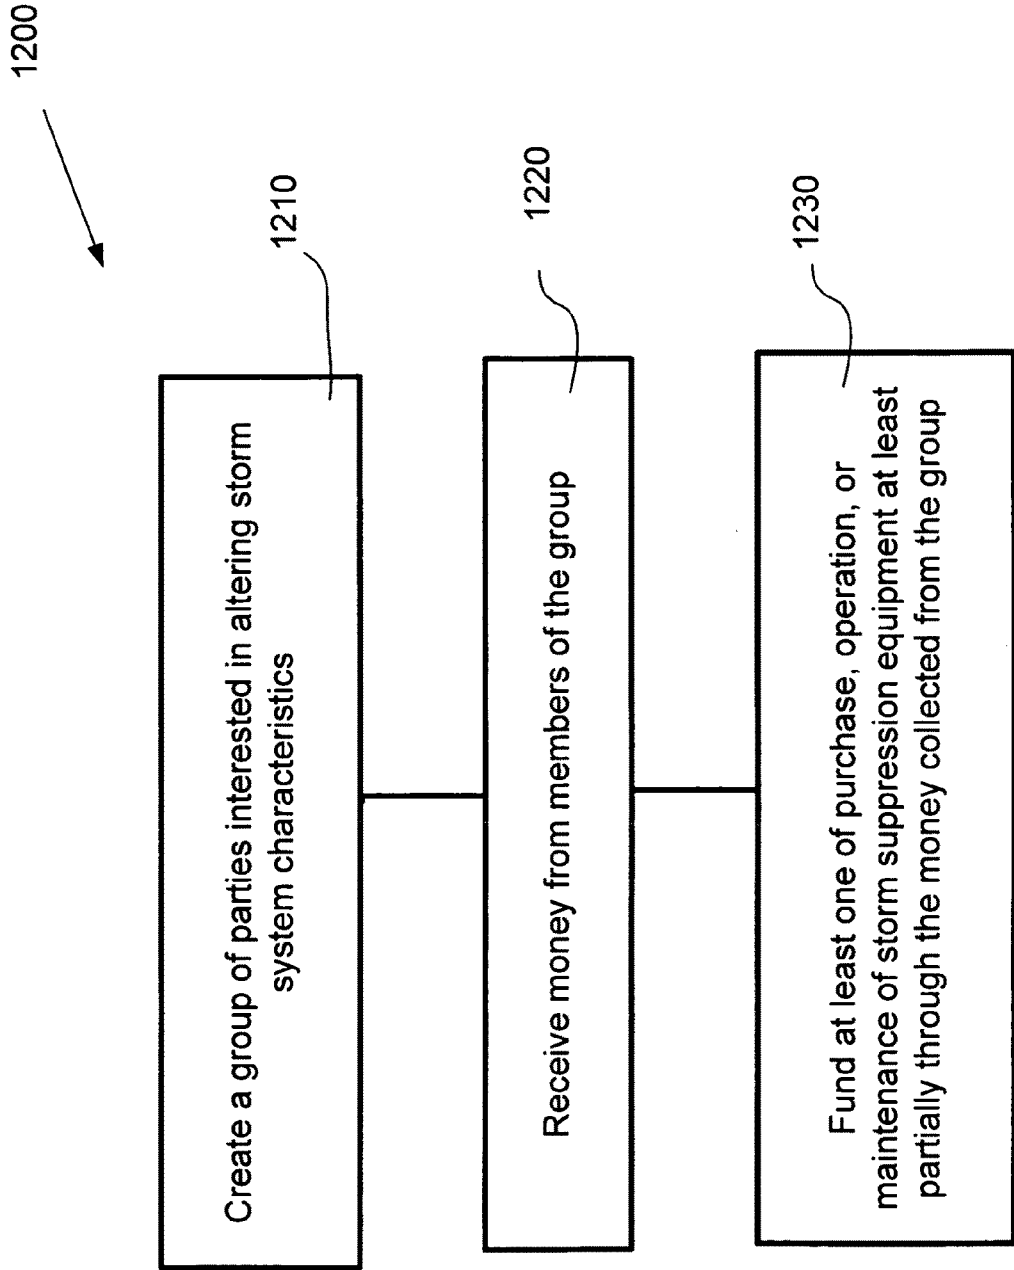 1200
1210
Create a group of parties interested in altering storm
system characteristics
1220
Receive money from members of the group
1230
Fund at least one of purchase, operation, or
maintenance of storm suppression equipment at least
partially through the money collected from the group